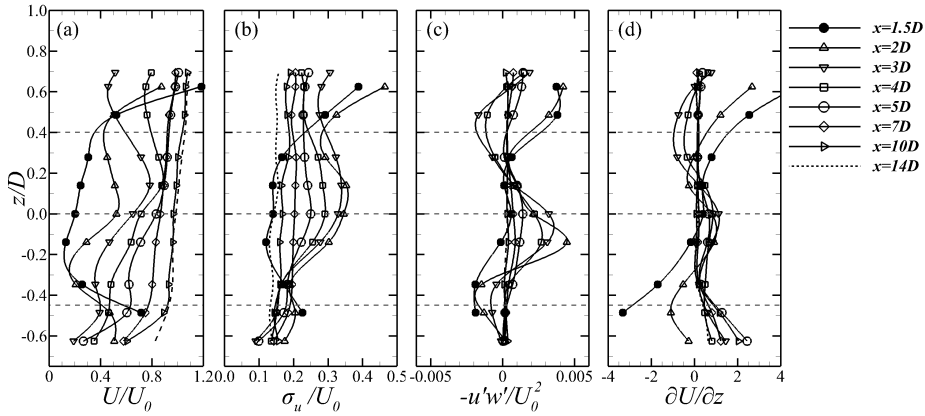 (a)
(b)
(c)
(d)
1.0
0.8
0.6
0.4
0.2
0.0
-0.2
-0.4
-0.6
z/D
0 0.4 0.8 1.20
U/U₀
0.0 0.1 0.2 0.3 0.4 0.5
σᵤ/U₀
-0.005 0 0.005
-u'w'/U₀²
-4 -2 0 2 4
∂U/∂z
x=1.5D
x=2D
x=3D
x=4D
x=5D
x=7D
x=10D
x=14D